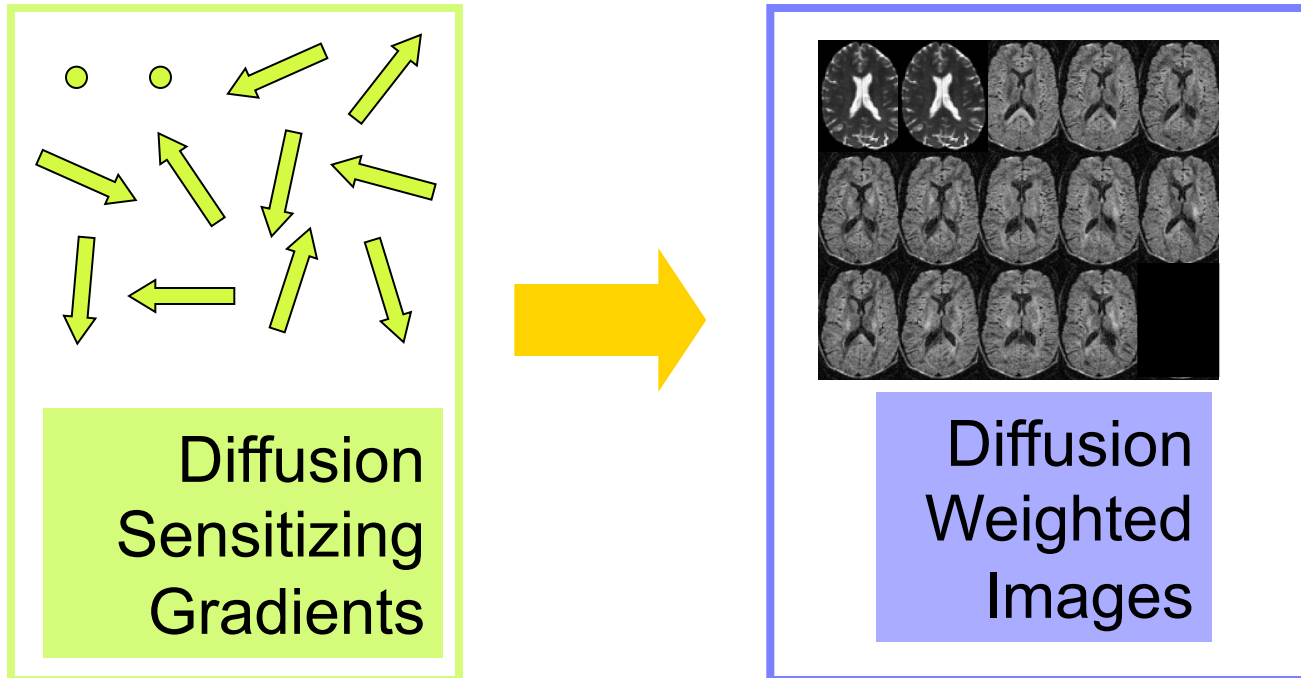 Diffusion
Sensitizing
Gradients
Diffusion
Weighted
Images